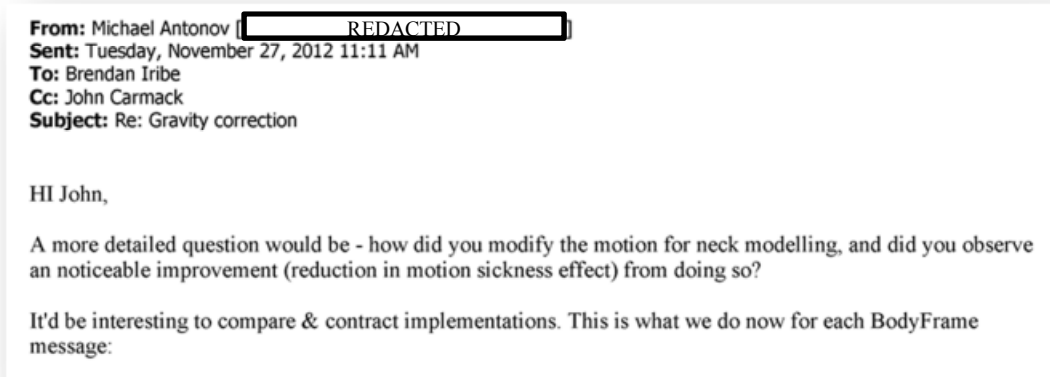 From: Michael Antonov [REDACTED]
Sent: Tuesday, November 27, 2012 11:11 AM
To: Brendan Iribe
Cc: John Carmack
Subject: Re: Gravity correction
HI John,
A more detailed question would be - how did you modify the motion for neck modelling, and did you observe
an noticeable improvement (reduction in motion sickness effect) from doing so?
It'd be interesting to compare & contract implementations. This is what we do now for each BodyFrame
message: